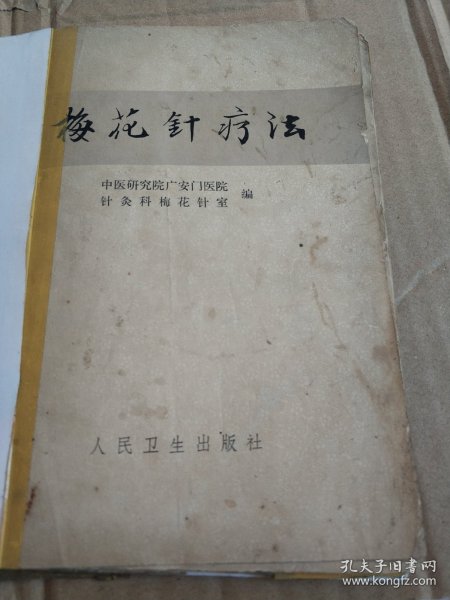 梅花針疗法
中医研究院广安门医院
针灸科梅花针室
编
人民卫生出版社
孔夫子旧书网
www.kongfz.com